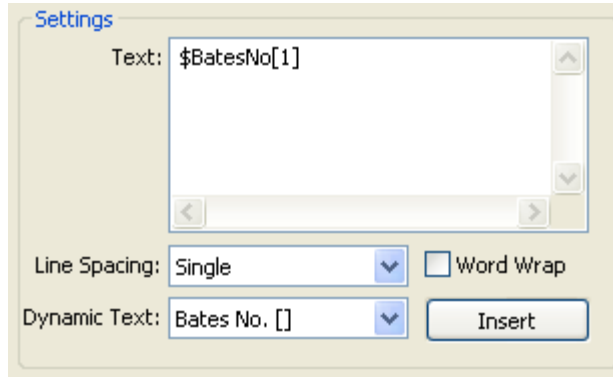 Settings
Text: $BatesNo[1]
Line Spacing: Single Word Wrap
Dynamic Text: Bates No. [] Insert